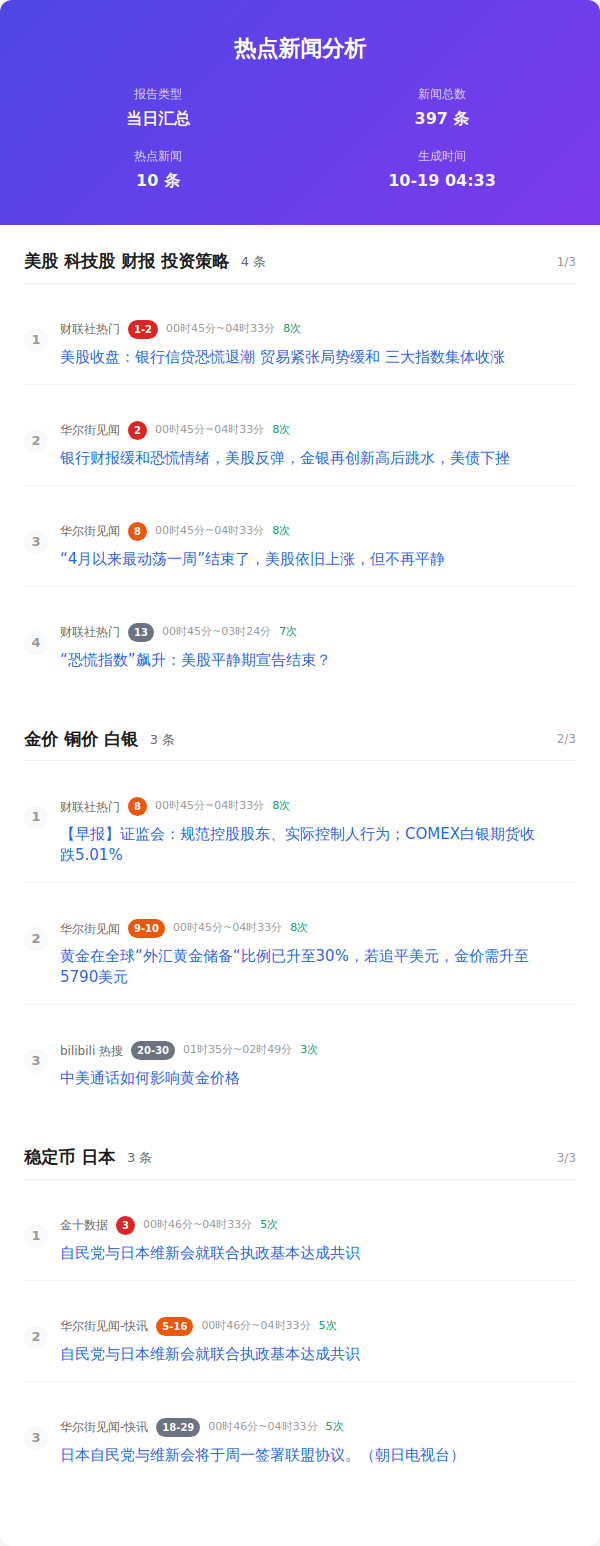 热点新闻分析
报告类型
新闻总数
当日汇总
397 条
热点新闻
生成时间
10 条
10-19 04:33
美股 科技股 财报 投资策略 4 条 1/3
1
财联社热门 1-2 00时45分~04时33分 8次
美股收盘：银行信贷恐慌退潮 贸易紧张局势缓和 三大指数集体收涨
2
华尔街见闻 2 00时45分~04时33分 8次
银行财报缓和恐慌情绪，美股反弹，金银再创新高后跳水，美债下挫
3
华尔街见闻 8 00时45分~04时33分 8次
“4月以来最动荡一周”结束了，美股依旧上涨，但不再平静
4
财联社热门 13 00时45分~03时24分 7次
“恐慌指数”飙升：美股平静期宣告结束？
金价 铜价 白银 3 条 2/3
1
财联社热门 8 00时45分~04时33分 8次
【早报】证监会：规范控股股东、实际控制人行为；COMEX白银期货收
跌5.01%
2
华尔街见闻 9-10 00时45分~04时33分 8次
黄金在全球“外汇黄金储备“比例已升至30%，若追平美元，金价需升至
5790美元
3
bilibili 热搜 20-30 01时35分~02时49分 3次
中美通话如何影响黄金价格
稳定币 日本 3 条 3/3
1
金十数据 3 00时46分~04时33分 5次
自民党与日本维新会就联合执政基本达成共识
2
华尔街见闻-快讯 5-16 00时46分~04时33分 5次
自民党与日本维新会就联合执政基本达成共识
3
华尔街见闻-快讯 18-29 00时46分~04时33分 5次
日本自民党与维新会将于周一签署联盟协议。（朝日电视台）